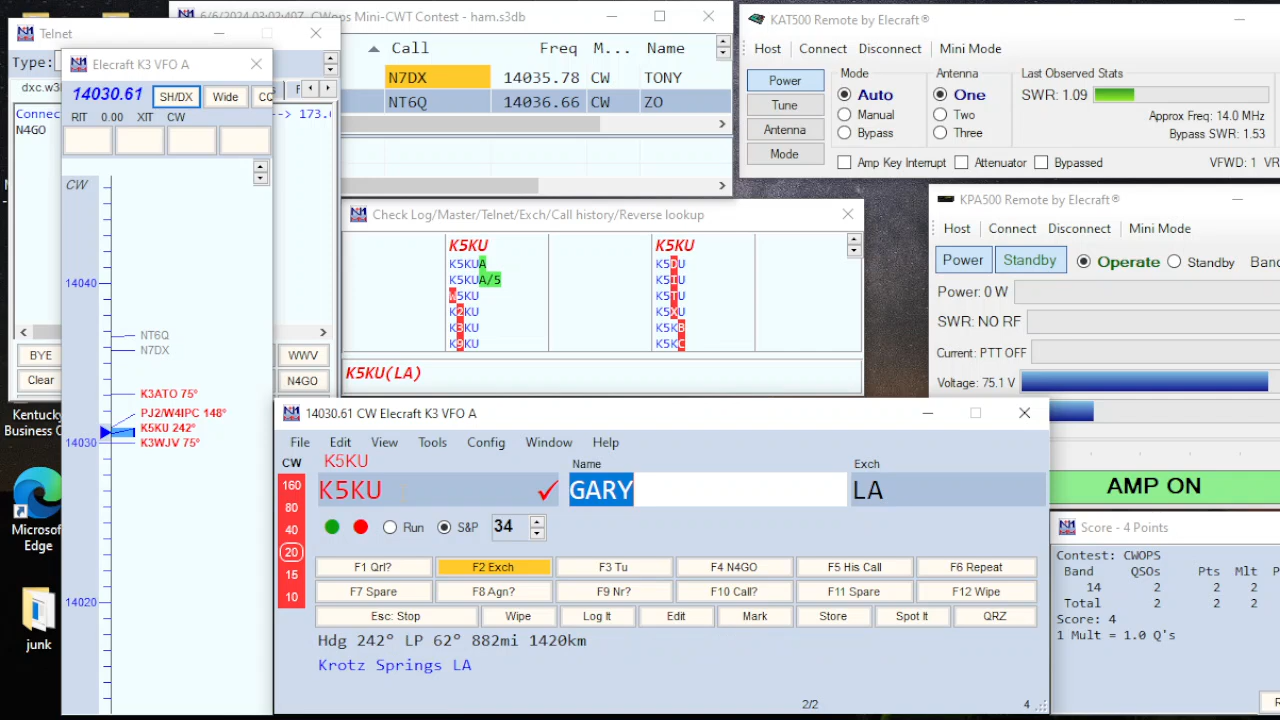 6/6/2024 03:02:40Z CWops Mini-CWT Contest - ham.s3db
Call Freq M... Name
N7DX 14035.78 CW TONY
NT6Q 14036.66 CW ZO
Telnet
Type:
dxc.w3
Connec
--> 173.
N4GO
BYE
WWV
Clear
N4GO
Elecraft K3 VFO A
14030.61 SH/DX Wide CQ
RIT 0.00 XIT CW
CW
14040
NT6Q
N7DX
K3ATO 75°
PJ2/W4IPC 148°
K5KU 242°
14030
K3WJV 75°
14020
Kentucky
Business C
Microsof
Edge
junk
Check Log/Master/Telnet/Exch/Call history/Reverse lookup
K5KU K5KU
K5KUA K5DU
K5KUA/5 K5IU
W5KU K5TU
K2KU K5XU
K3KU K5KB
K9KU K5KC
K5KU(LA)
KAT500 Remote by Elecraft®
Host Connect Disconnect Mini Mode
Power
Tune
Antenna
Mode
Mode
Auto
Manual
Bypass
Antenna
One
Two
Three
Last Observed Stats
SWR: 1.09
Approx Freq: 14.0 MHz
Bypass SWR: 1.53
Amp Key Interrupt Attenuator Bypassed VFWD: 1 VR
KPA500 Remote by Elecraft®
Host Connect Disconnect Mini Mode
Power Standby Operate Standby Band
Power: 0 W
SWR: NO RF
Current: PTT OFF
Voltage: 75.1 V
AMP ON
14030.61 CW Elecraft K3 VFO A
File Edit View Tools Config Window Help
CW K5KU Name Exch
K5KU GARY LA
160
80
40
20
15
10
Run S&P 34
F1 Qrl? F2 Exch F3 Tu F4 N4GO F5 His Call F6 Repeat
F7 Spare F8 Agn? F9 Nr? F10 Call? F11 Spare F12 Wipe
Esc: Stop Wipe Log It Edit Mark Store Spot It QRZ
Hdg 242° LP 62° 882mi 1420km
Krotz Springs LA
2/2 4
Score - 4 Points
Contest: CWOPS
Band QSOs Pts Mlt P
14 2 2 2
Total 2 2 2
Score: 4
1 Mult = 1.0 Q's